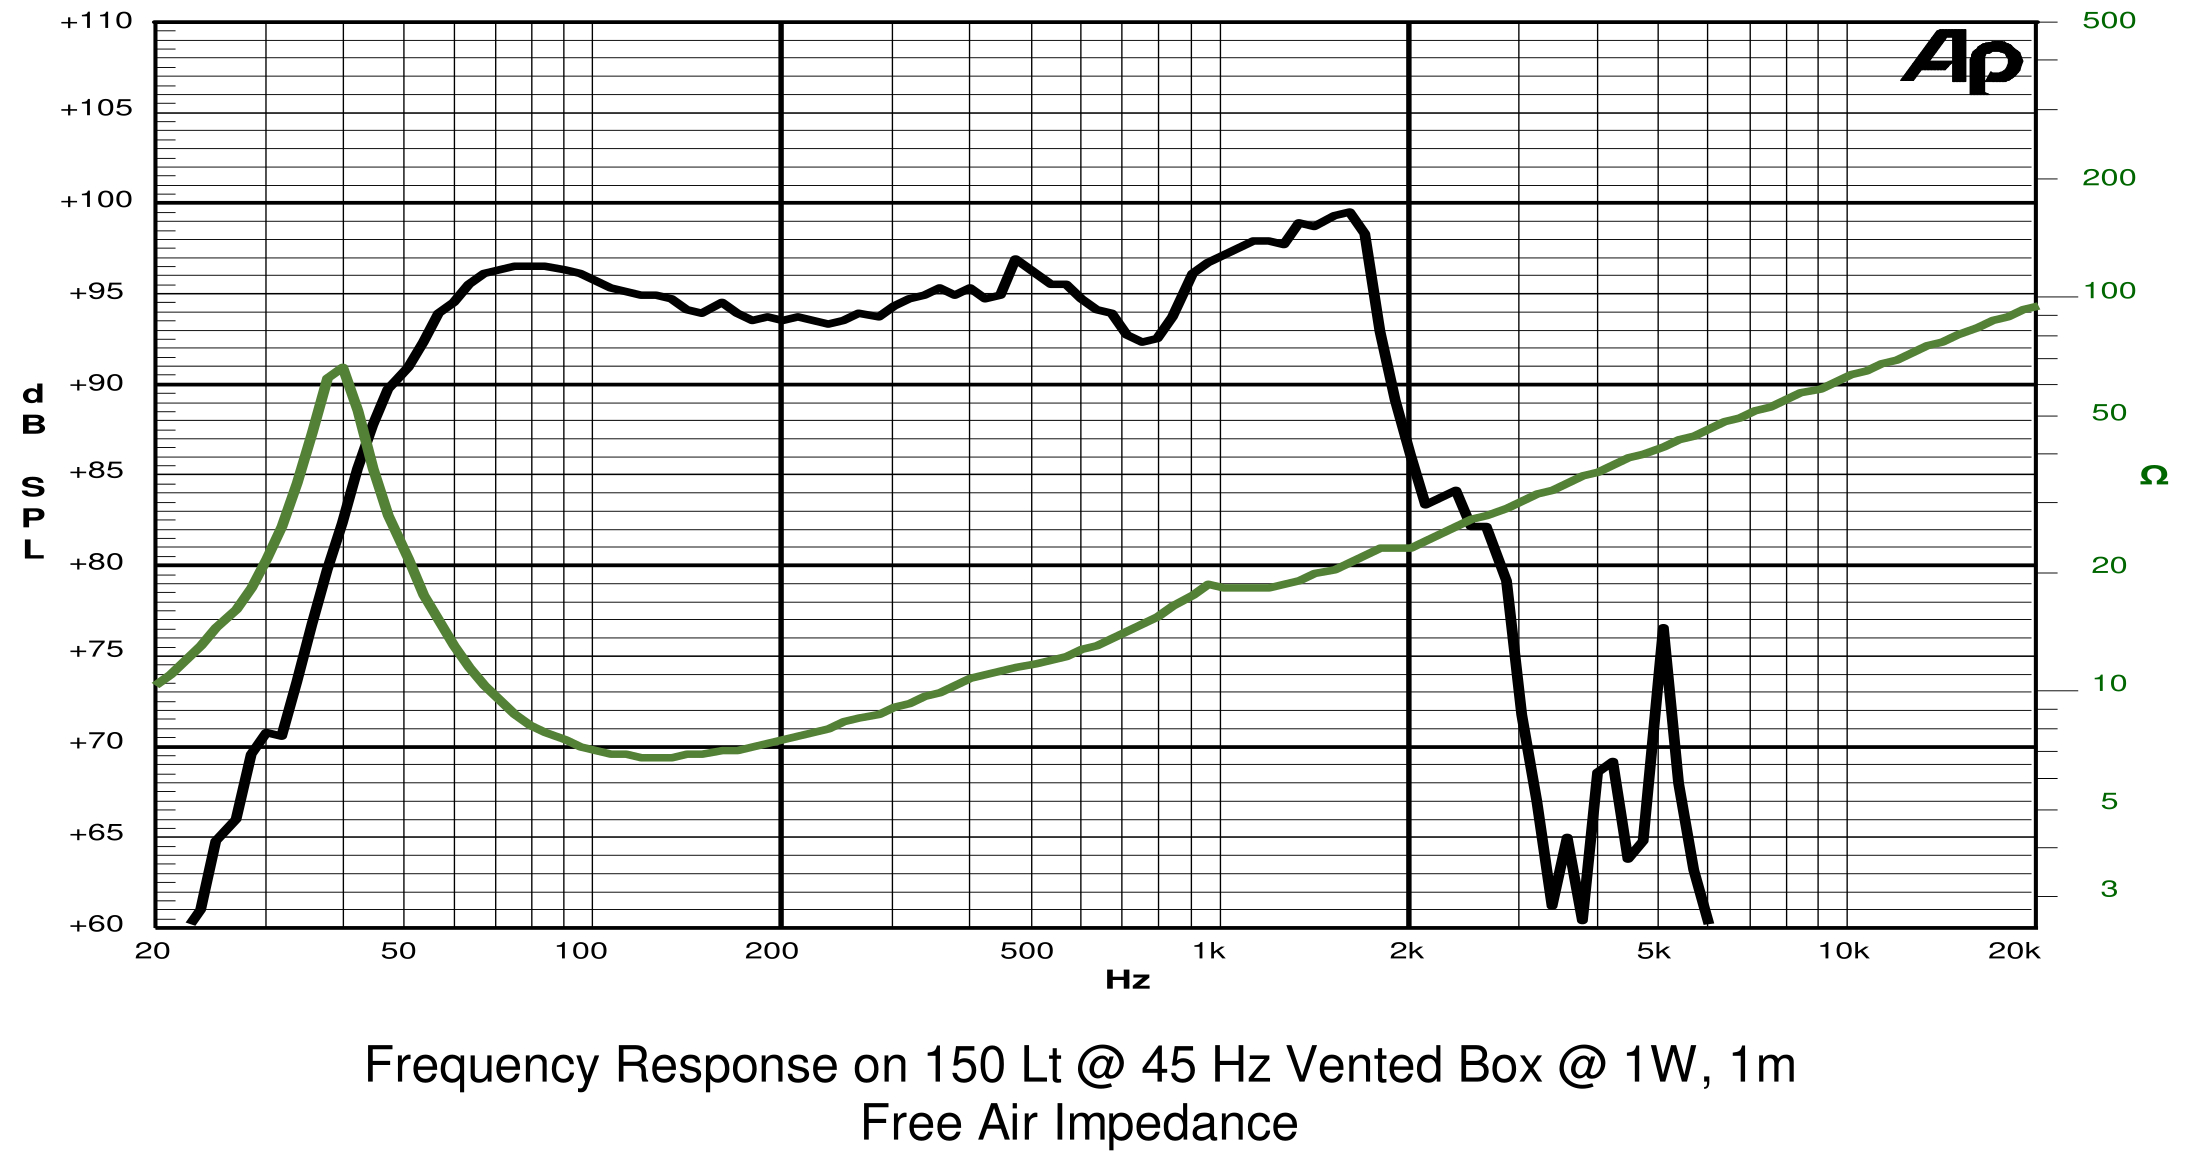 +110
+105
+100
+95
+90
+85
+80
+75
+70
+65
+60
d
B
S
P
L
Ap
500
200
100
50
Ω
20
10
5
3
20 50 100 200 500 1k 2k 5k 10k 20k
Hz
Frequency Response on 150 Lt @ 45 Hz Vented Box @ 1W, 1m
Free Air Impedance